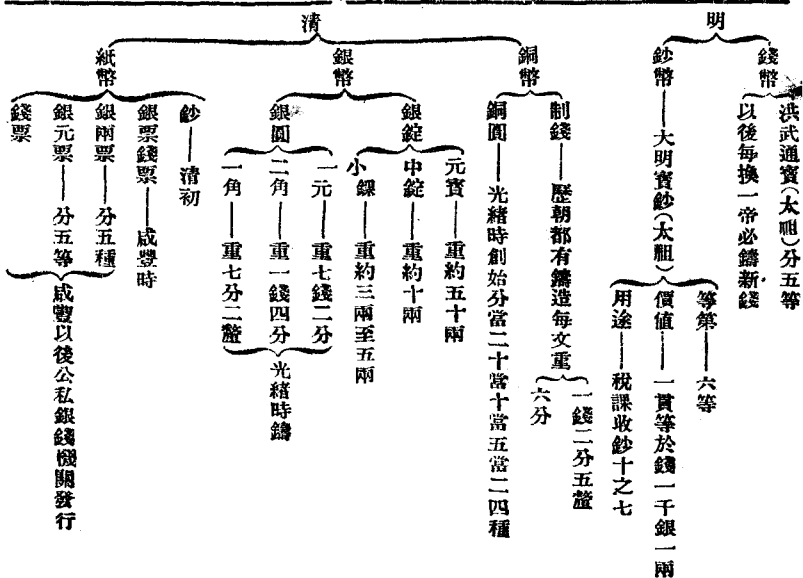 明
錢幣
洪武通寶(太祖)分五等
以後每換一帝必鑄新錢
鈔幣——大明寶鈔(太祖)
等第——六等
價値——一貫等於錢一千銀一兩
用途——稅課收鈔十之七
清
銅幣
制錢——歷朝都有鑄造每文重
一錢二分五釐
六分
銅圓——光緒時創始分當二十當十當五當二四種
銀幣
銀錠
元寶——重約五十兩
中錠——重約十兩
小錁——重約三兩至五兩
銀圓
一元——重七錢二分
二角——重一錢四分
一角——重七分二釐
光緒時鑄
紙幣
鈔——清初
銀票錢票——咸豐時
銀兩票——分五種
銀元票——分五等
錢票
咸豐以後公私銀錢機關發行